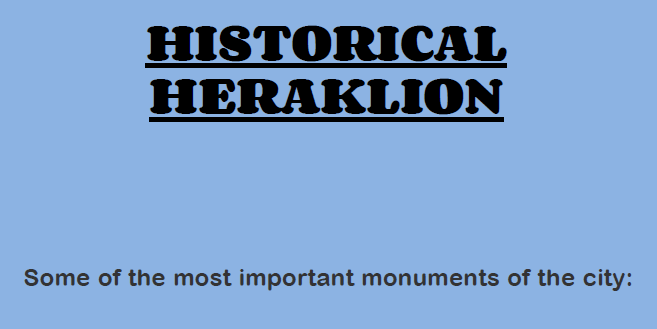 HISTORICAL
HERAKLION
Some of the most important monuments of the city: